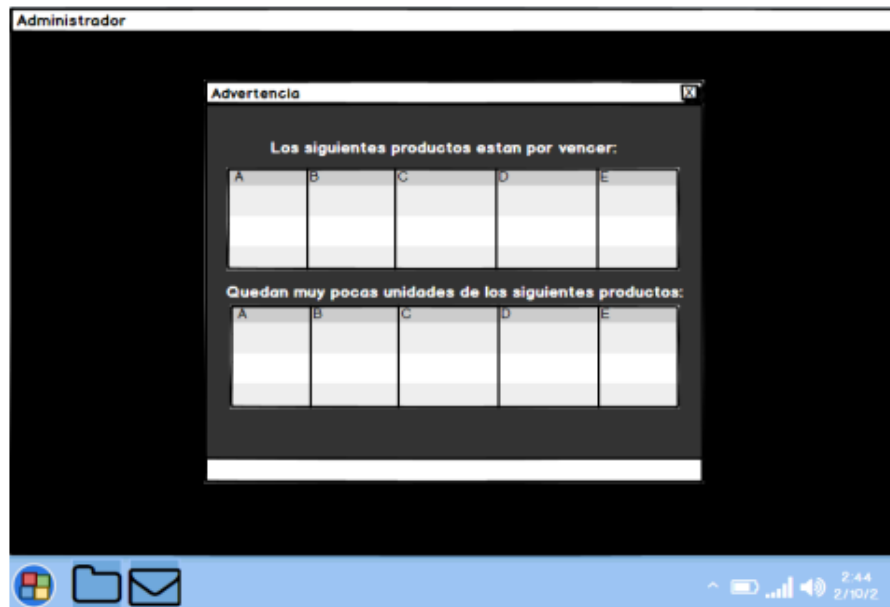 Administrador
Advertencia X
Los siguientes productos estan por vencer:
A B C D E
Quedan muy pocas unidades de los siguientes productos:
A B C D E
2:44
2/10/2